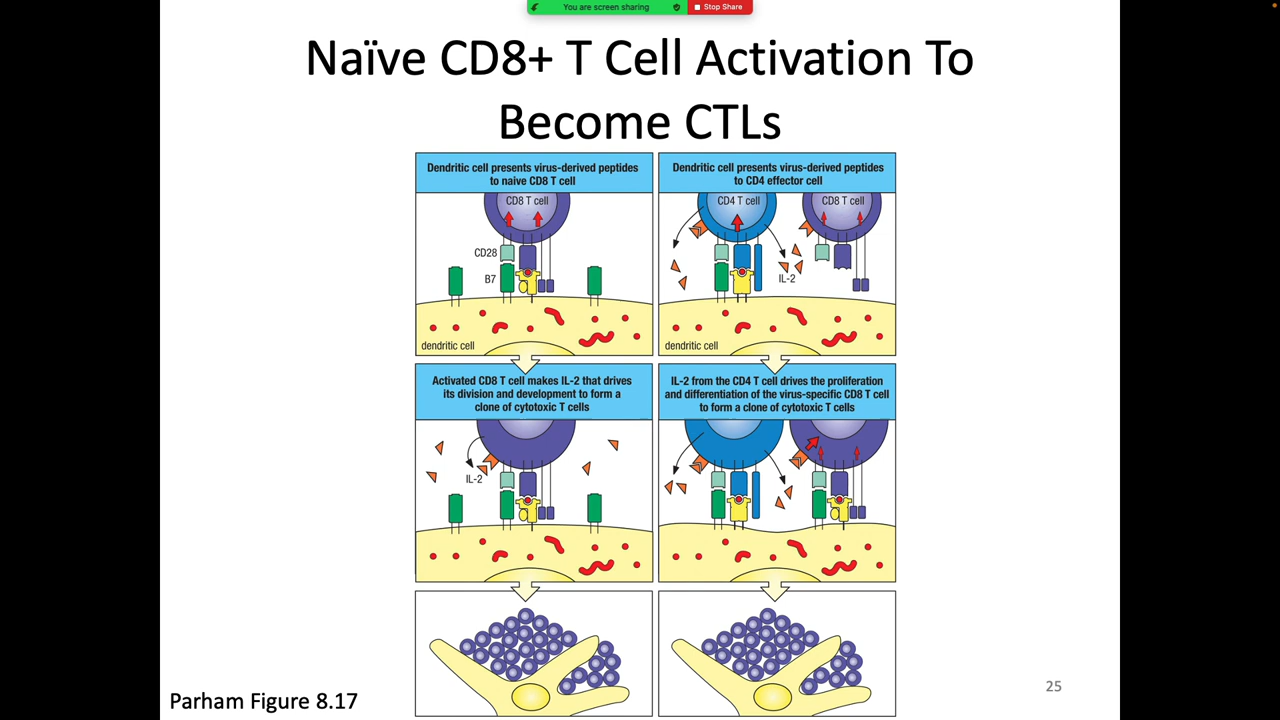 You are screen sharing
Stop Share
Naïve CD8+ T Cell Activation To
Become CTLs
Dendritic cell presents virus-derived peptides
to naive CD8 T cell
CD8 T cell
CD28
B7
dendritic cell
Dendritic cell presents virus-derived peptides
to CD4 effector cell
CD4 T cell
CD8 T cell
IL-2
dendritic cell
Activated CD8 T cell makes IL-2 that drives
its division and development to form a
clone of cytotoxic T cells
IL-2
IL-2 from the CD4 T cell drives the proliferation
and differentiation of the virus-specific CD8 T cell
to form a clone of cytotoxic T cells
Parham Figure 8.17
25